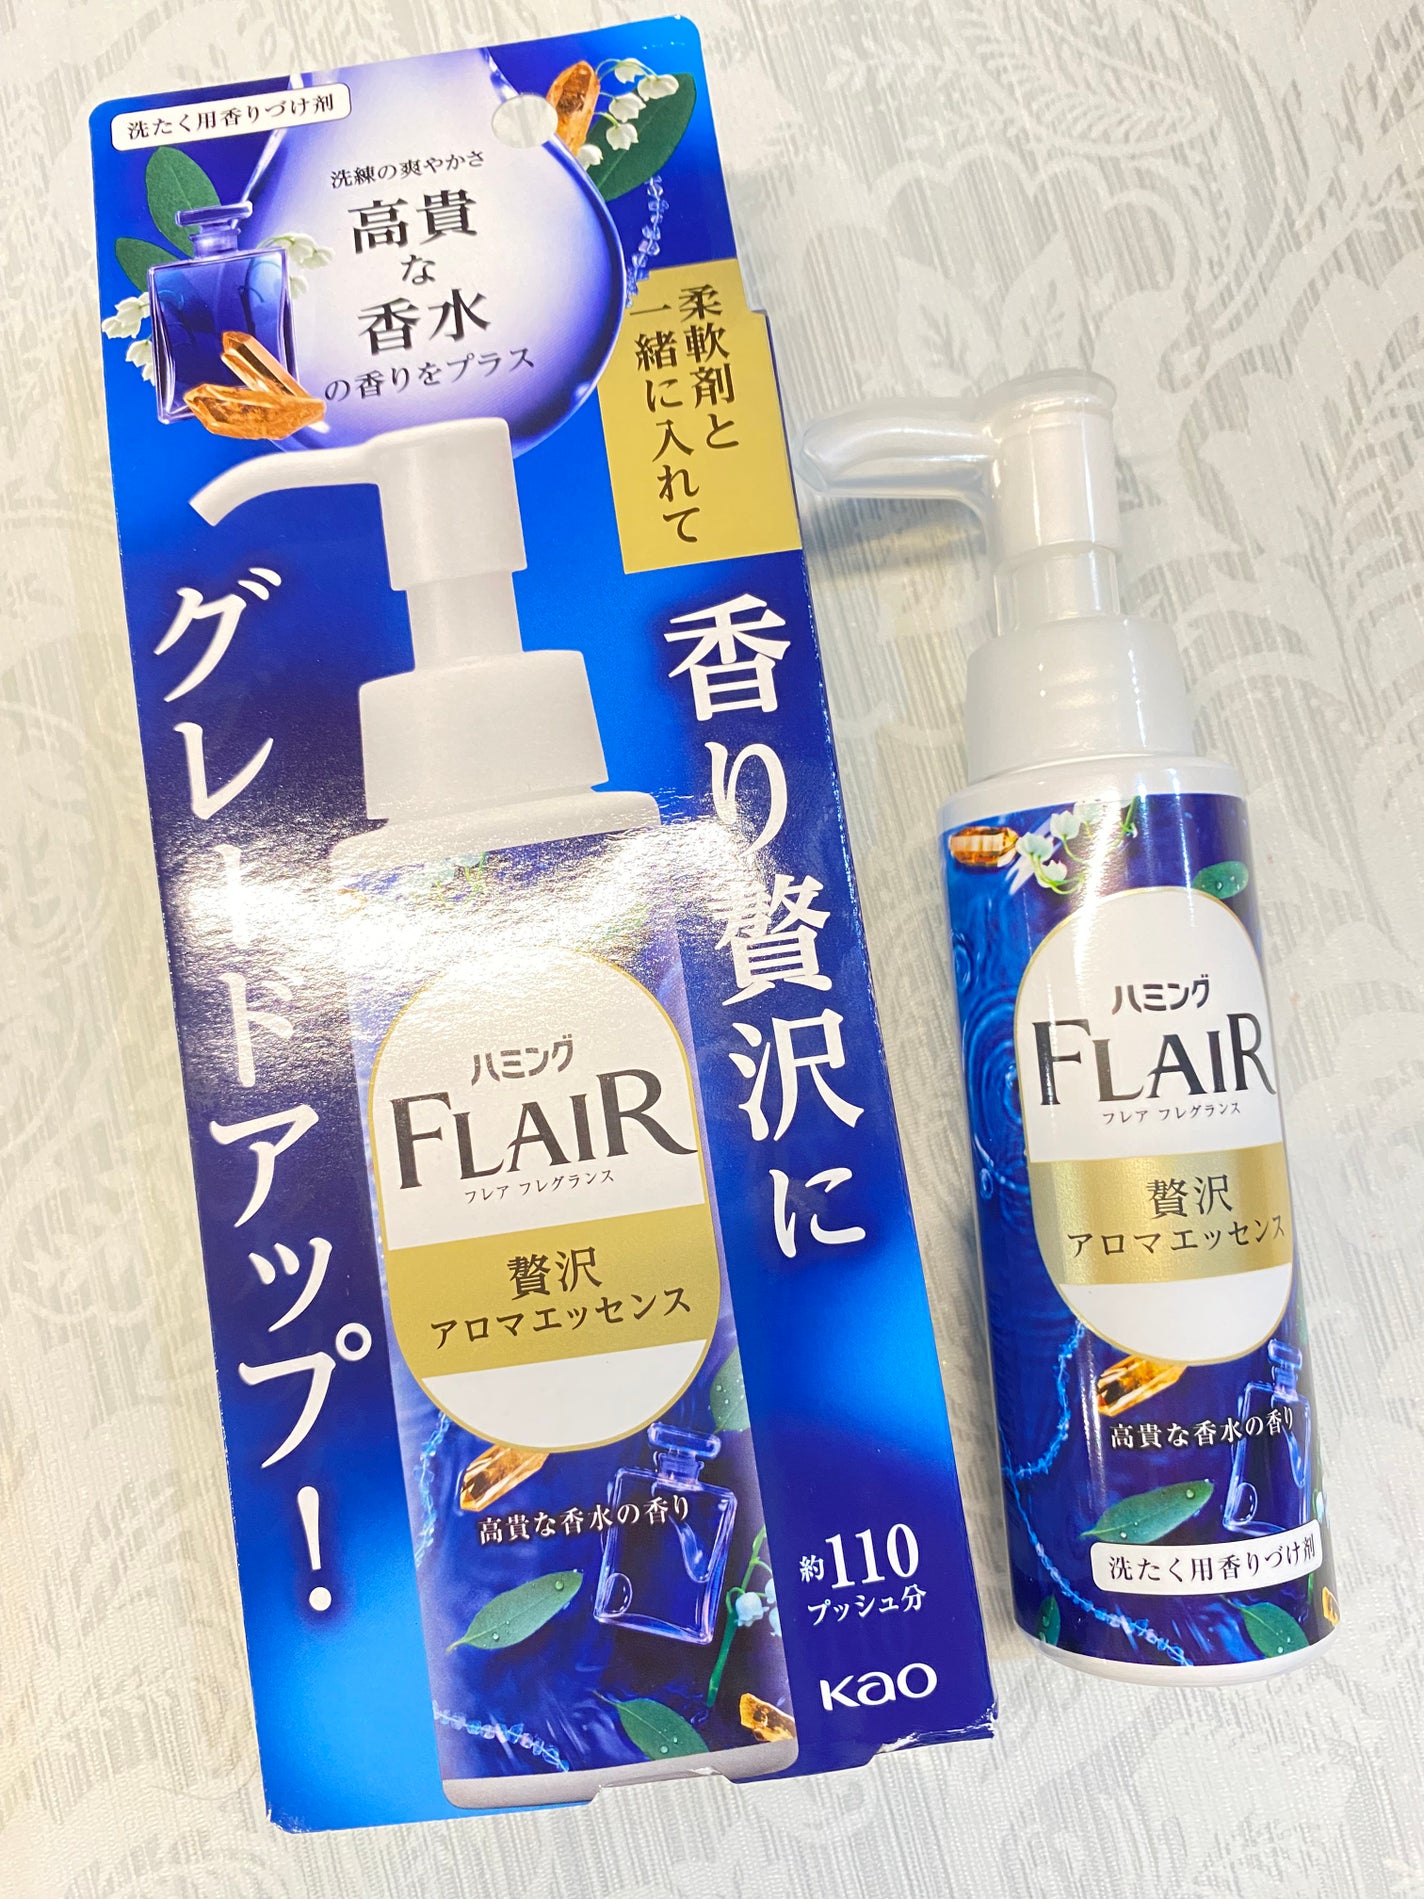 洗たく用香りづけ剤
洗練の爽やかさ
高貴
な
香水
の香りをプラス
柔軟剤と
一緒に入れて
香り贅沢に
グレードアップ！
ハミング
FLAIR
フレア フレグランス
贅沢
アロマエッセンス
高貴な香水の香り
約110
プッシュ分
Kao
ハミング
FLAIR
フレア フレグランス
贅沢
アロマエッセンス
高貴な香水の香り
洗たく用香りづけ剤